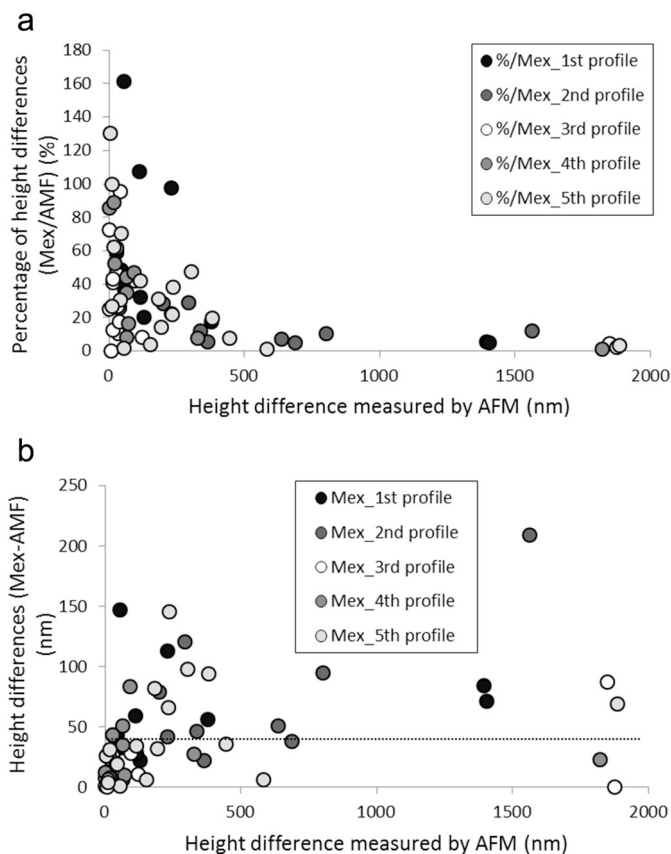 a
Percentage of height differences
(Mex/AMF) (%)
180
160
140
120
100
80
60
40
20
0
0
500
1000
1500
2000
Height difference measured by AFM (nm)
%/Mex_1st profile
%/Mex_2nd profile
%/Mex_3rd profile
%/Mex_4th profile
%/Mex_5th profile
b
Height differences (Mex-AMF)
(nm)
250
200
150
100
50
0
0
500
1000
1500
2000
Height difference measured by AFM (nm)
Mex_1st profile
Mex_2nd profile
Mex_3rd profile
Mex_4th profile
Mex_5th profile